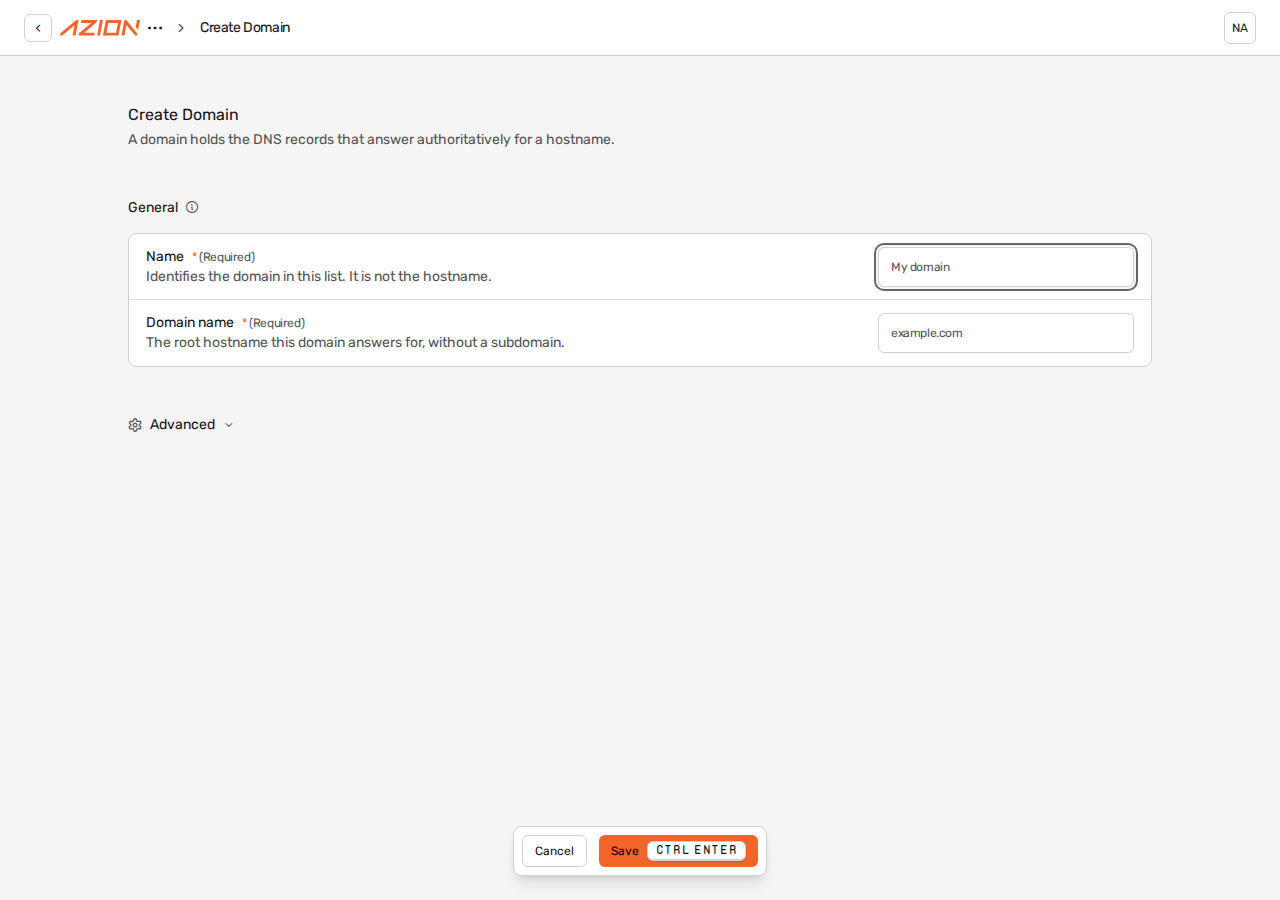 AZION ••• Create Domain NA
Create Domain
A domain holds the DNS records that answer authoritatively for a hostname.
General
Name * (Required)
Identifies the domain in this list. It is not the hostname.
My domain
Domain name * (Required)
The root hostname this domain answers for, without a subdomain.
example.com
Advanced
Cancel Save CTRL ENTER